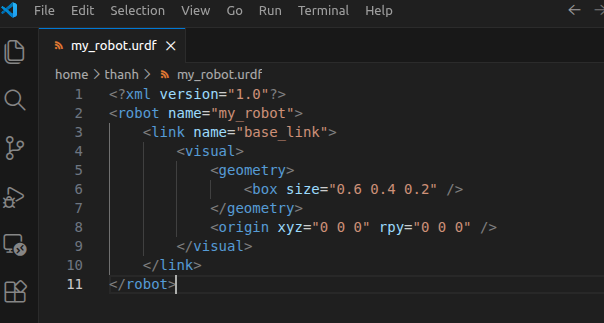 File Edit Selection View Go Run Terminal Help
my_robot.urdf
home > thanh > my_robot.urdf
1 <?xml version="1.0"?>
2 <robot name="my_robot">
3     <link name="base_link">
4         <visual>
5             <geometry>
6                 <box size="0.6 0.4 0.2" />
7             </geometry>
8             <origin xyz="0 0 0" rpy="0 0 0" />
9         </visual>
10     </link>
11 </robot>